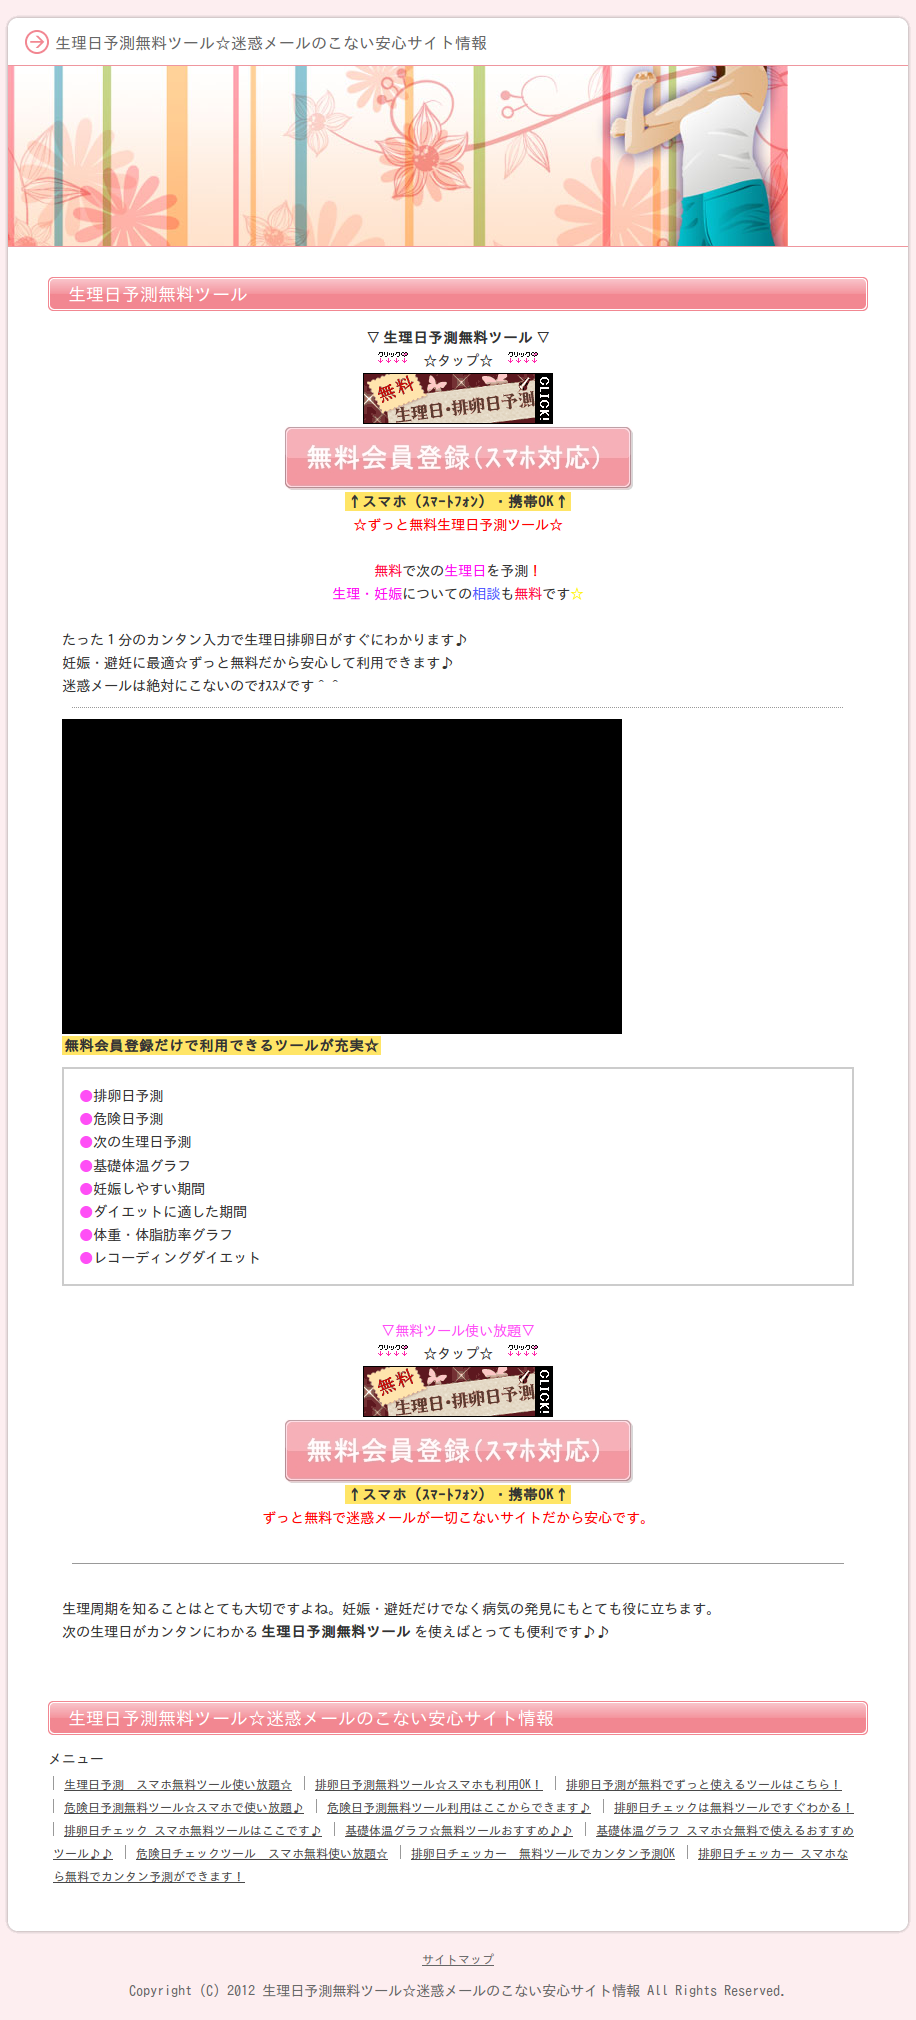 生理日予測無料ツール☆迷惑メールのこない安心サイト情報
生理日予測無料ツール
▽ 生理日予測無料ツール ▽
クリック ☆タップ☆ クリック
無料 生理日・排卵日予測 CLICK!
無料会員登録(ｽﾏﾎ対応)
↑スマホ（ｽﾏｰﾄﾌｫﾝ）・携帯OK↑
☆ずっと無料生理日予測ツール☆
無料で次の生理日を予測！
生理・妊娠についての相談も無料です☆
たった１分のカンタン入力で生理日排卵日がすぐにわかります♪
妊娠・避妊に最適☆ずっと無料だから安心して利用できます♪
迷惑メールは絶対にこないのでｵｽｽﾒです＾＾
無料会員登録だけで利用できるツールが充実☆
●排卵日予測
●危険日予測
●次の生理日予測
●基礎体温グラフ
●妊娠しやすい期間
●ダイエットに適した期間
●体重・体脂肪率グラフ
●レコーディングダイエット
▽無料ツール使い放題▽
クリック ☆タップ☆ クリック
無料 生理日・排卵日予測 CLICK!
無料会員登録(ｽﾏﾎ対応)
↑スマホ（ｽﾏｰﾄﾌｫﾝ）・携帯OK↑
ずっと無料で迷惑メールが一切こないサイトだから安心です。
生理周期を知ることはとても大切ですよね。妊娠・避妊だけでなく病気の発見にもとても役に立ちます。
次の生理日がカンタンにわかる 生理日予測無料ツール を使えばとっても便利です♪♪
生理日予測無料ツール☆迷惑メールのこない安心サイト情報
メニュー
生理日予測　スマホ無料ツール使い放題☆ 排卵日予測無料ツール☆スマホも利用OK！ 排卵日予測が無料でずっと使えるツールはこちら！
危険日予測無料ツール☆スマホで使い放題♪ 危険日予測無料ツール利用はここからできます♪ 排卵日チェックは無料ツールですぐわかる！
排卵日チェック スマホ無料ツールはここです♪ 基礎体温グラフ☆無料ツールおすすめ♪♪ 基礎体温グラフ スマホ☆無料で使えるおすすめ
ツール♪♪ 危険日チェックツール　スマホ無料使い放題☆ 排卵日チェッカー　無料ツールでカンタン予測OK 排卵日チェッカー スマホな
ら無料でカンタン予測ができます！
サイトマップ
Copyright (C) 2012 生理日予測無料ツール☆迷惑メールのこない安心サイト情報 All Rights Reserved.